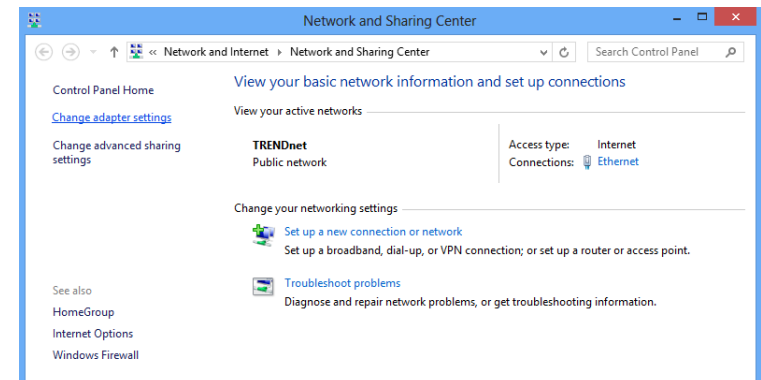 Network and Sharing Center
« Network and Internet Network and Sharing Center
Search Control Panel
Control Panel Home
Change adapter settings
Change advanced sharing
settings
See also
HomeGroup
Internet Options
Windows Firewall
View your basic network information and set up connections
View your active networks
TRENDnet
Public network
Access type: Internet
Connections: Ethernet
Change your networking settings
Set up a new connection or network
Set up a broadband, dial-up, or VPN connection; or set up a router or access point.
Troubleshoot problems
Diagnose and repair network problems, or get troubleshooting information.